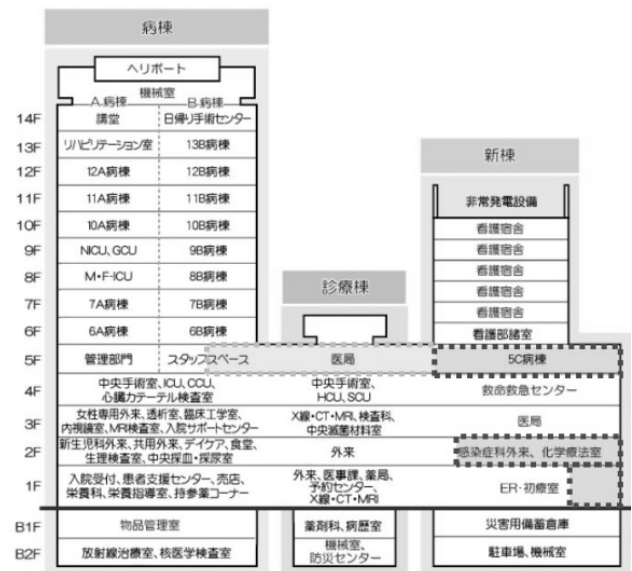 病棟
ヘリポート
機械室
A病棟 B病棟
14F 講堂 日帰り手術センター
13F リハビリテーション室 13B病棟
新棟
12F 12A病棟 12B病棟
11F 11A病棟 11B病棟 非常発電設備
10F 10A病棟 10B病棟 看護宿舎
9F NICU、GCU 9B病棟 看護宿舎
8F M・F-ICU 8B病棟 看護宿舎
診療棟
7F 7A病棟 7B病棟 看護宿舎
看護宿舎
6F 6A病棟 6B病棟 看護部諸室
5F 管理部門 スタッフスペース 医局 5C病棟
4F 中央手術室、ICU、CCU、
心臓カテーテル検査室
中央手術室、
HCU、SCU
救命救急センター
3F 女性専用外来、透析室、臨床工学室、
内視鏡室、MRI検査室、入院サポートセンター
X線・CT・MRI、検査科、
中央滅菌材料室
医局
2F 新生児科外来、共用外来、デイケア、食堂、
生理検査室、中央採血・採尿室
外来
感染症科外来、化学療法室
1F 入院受付、患者支援センター、売店、
栄養科、栄養指導室、持参薬コーナー
外来、医事課、薬局、
予約センター、
X線・CT・MRI
ER・初療室
B1F 物品管理室 薬剤科、病歴室 災害用備蓄倉庫
B2F 放射線治療室、核医学検査室
機械室、
防災センター
駐車場、機械室